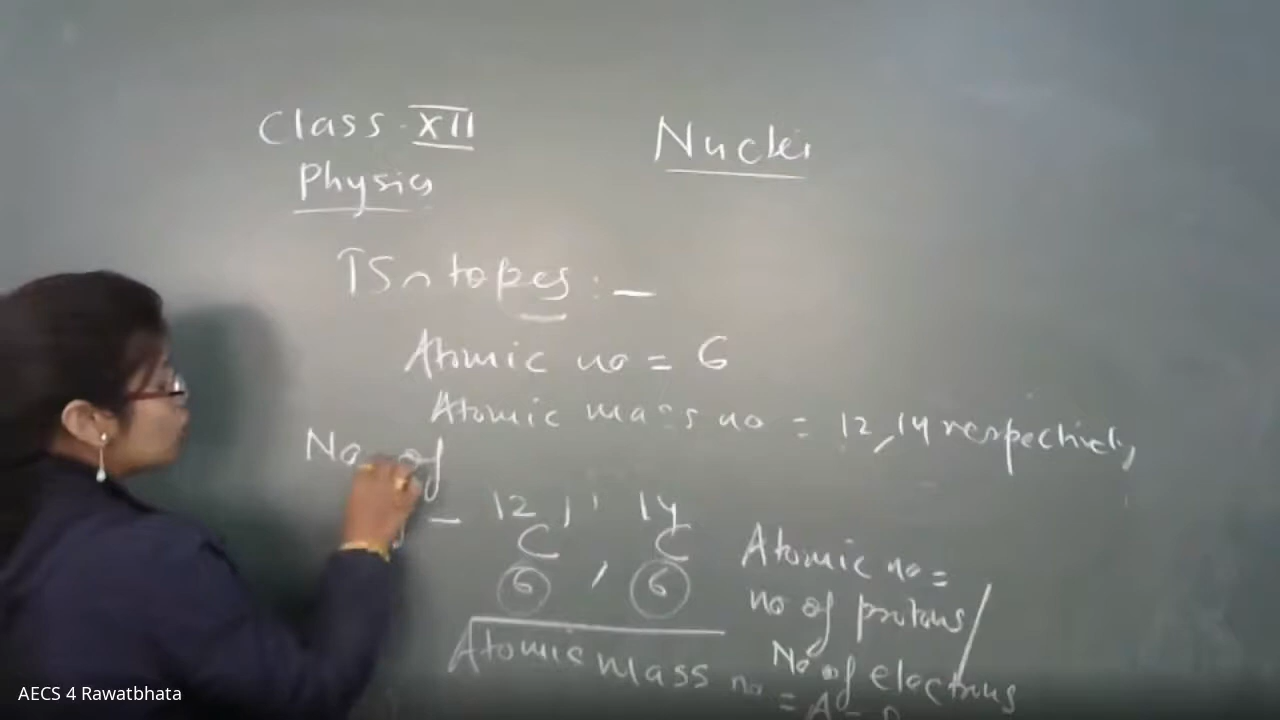 Class XII
Physics
Nuclei
Isotopes : -
Atomic no = 6
Atomic mass no = 12, 14 respectively
No of
12 14
C , C
6 6
Atomic no =
no of protons /
No of electrons
Atomic mass no
= A -
AECS 4 Rawatbhata